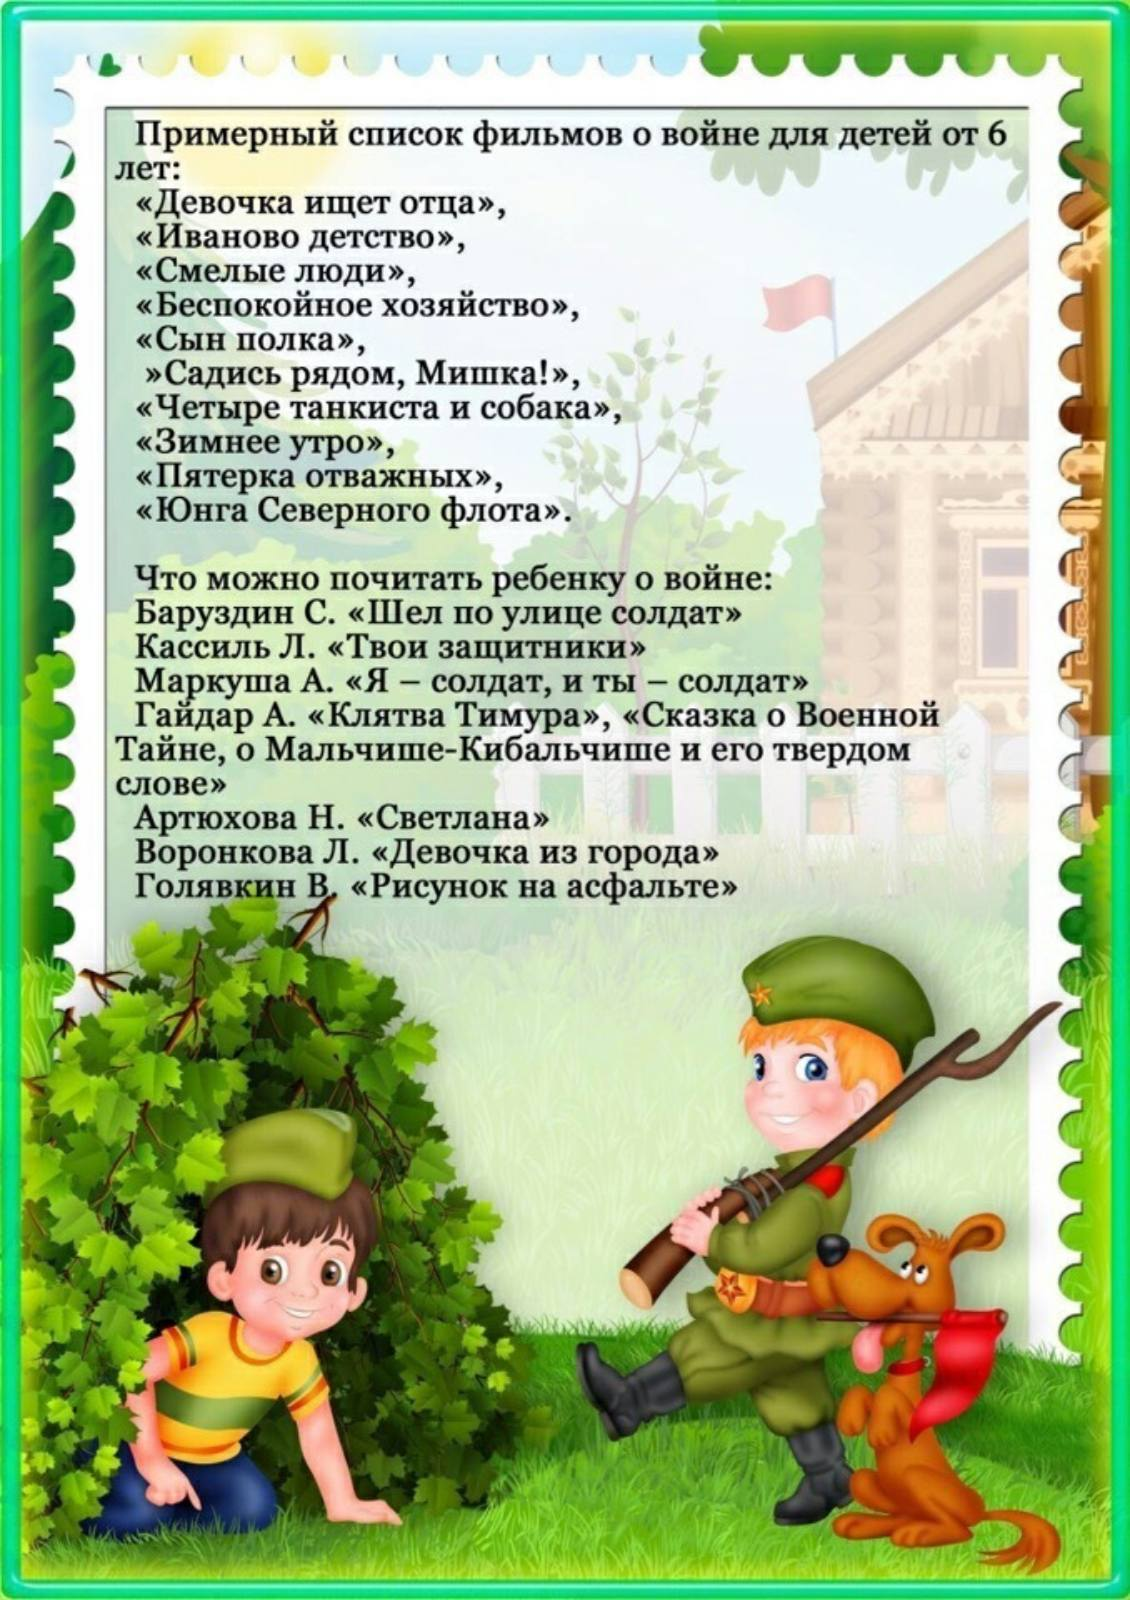 Примерный список фильмов о войне для детей от 6
лет:
«Девочка ищет отца»,
«Иваново детство»,
«Смелые люди»,
«Беспокойное хозяйство»,
«Сын полка»,
»Садись рядом, Мишка!»,
«Четыре танкиста и собака»,
«Зимнее утро»,
«Пятерка отважных»,
«Юнга Северного флота».
Что можно почитать ребенку о войне:
Баруздин С. «Шел по улице солдат»
Кассиль Л. «Твои защитники»
Маркуша А. «Я – солдат, и ты – солдат»
Гайдар А. «Клятва Тимура», «Сказка о Военной
Тайне, о Мальчише-Кибальчише и его твердом
слове»
Артюхова Н. «Светлана»
Воронкова Л. «Девочка из города»
Голявкин В. «Рисунок на асфальте»